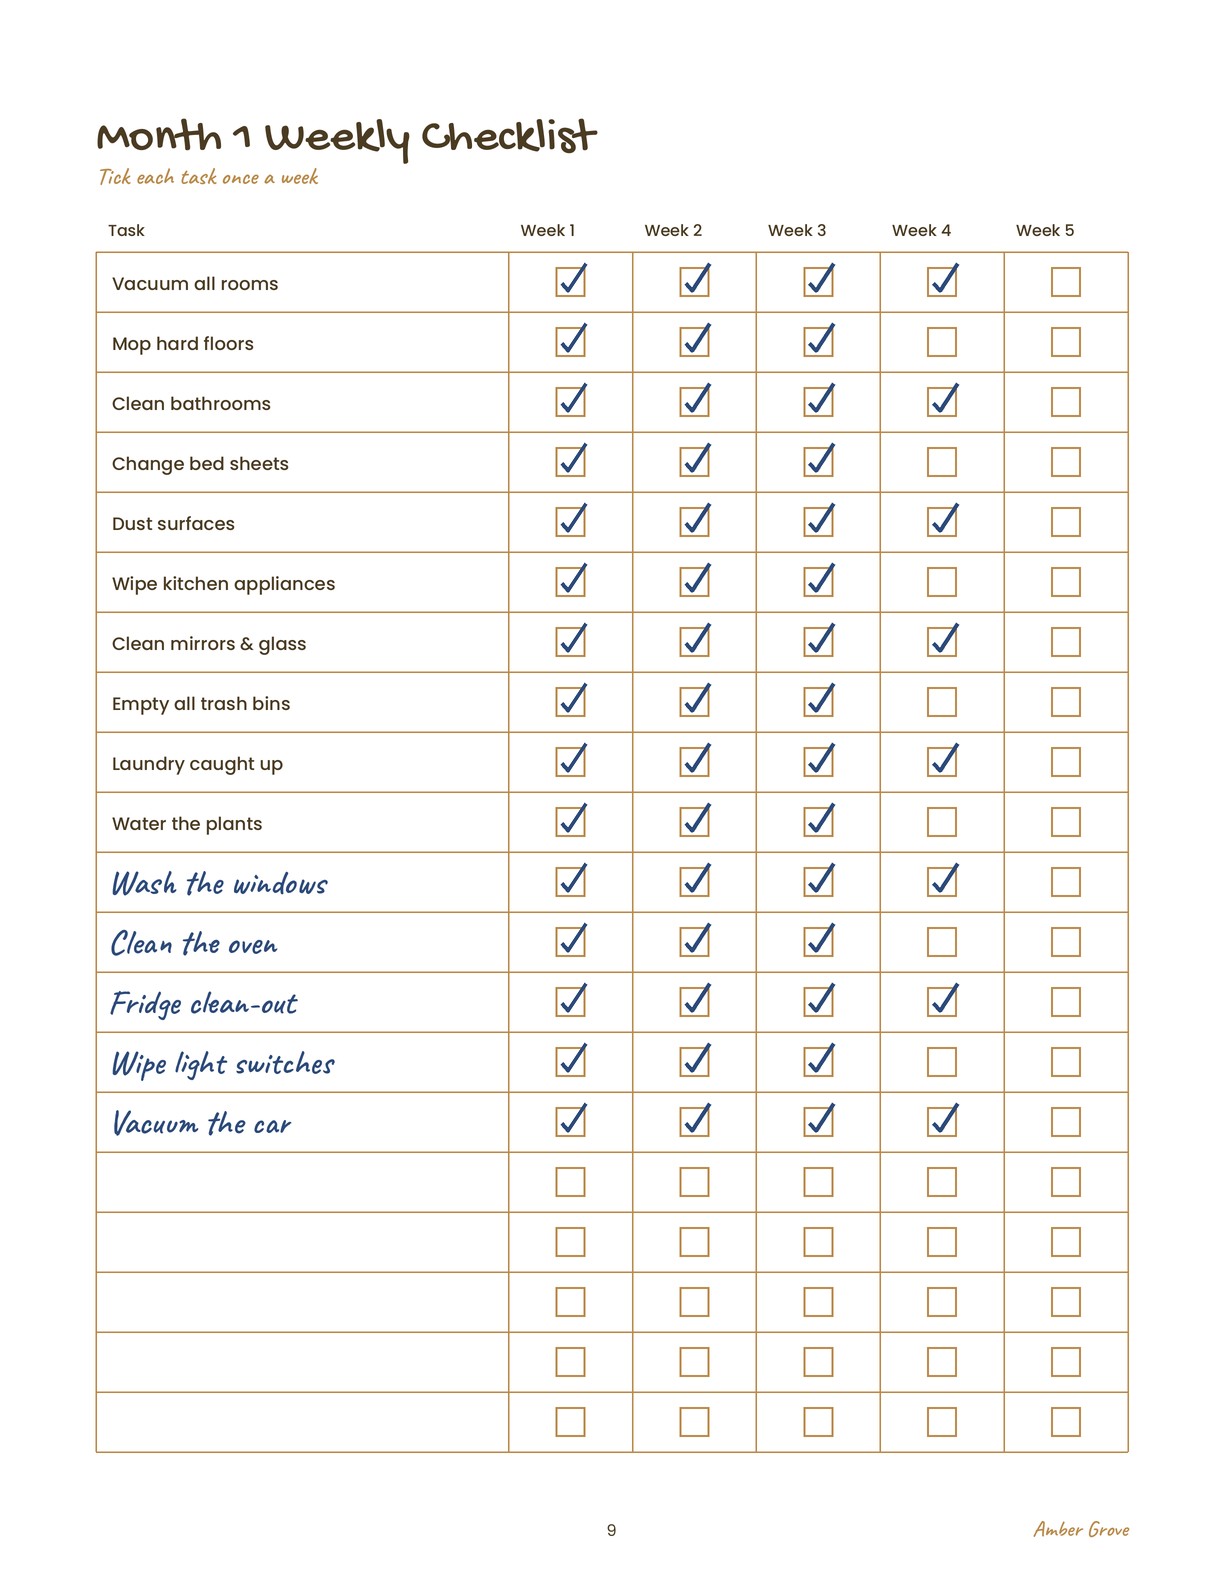 Month 1 Weekly Checklist
Tick each task once a week
Task Week 1 Week 2 Week 3 Week 4 Week 5
Vacuum all rooms
Mop hard floors
Clean bathrooms
Change bed sheets
Dust surfaces
Wipe kitchen appliances
Clean mirrors & glass
Empty all trash bins
Laundry caught up
Water the plants
Wash the windows
Clean the oven
Fridge clean-out
Wipe light switches
Vacuum the car
9
Amber Grove